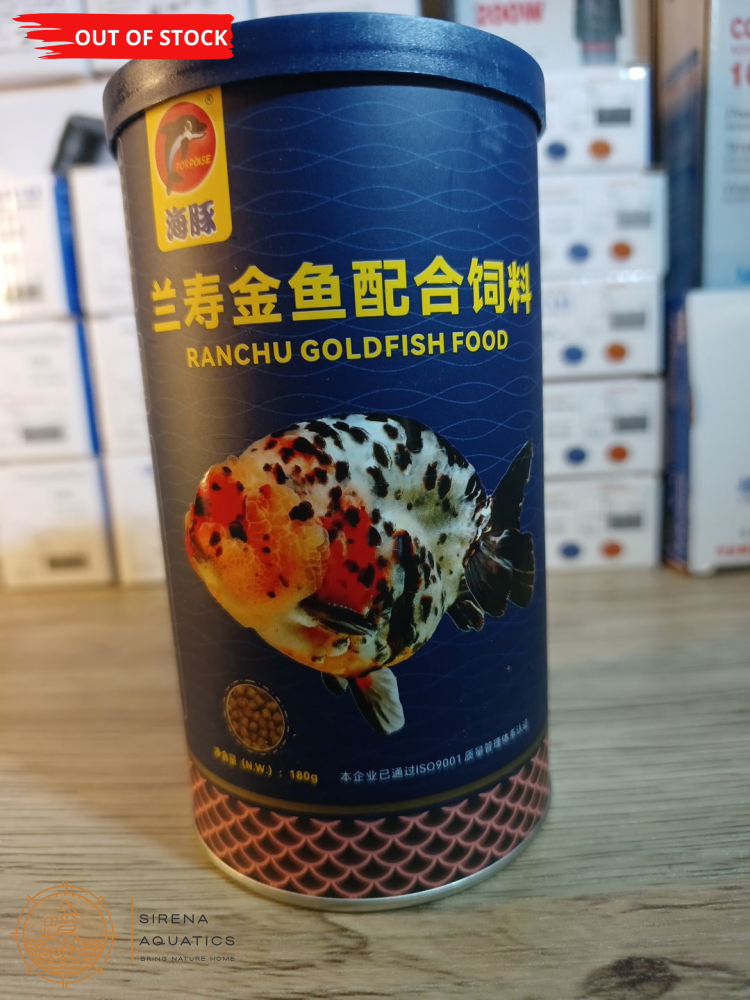 OUT OF STOCK
200W
PORPOISE
®
海豚
兰寿金鱼配合饲料
RANCHU GOLDFISH FOOD
净含量 (N.W.) : 180g
本企业已通过ISO9001 质量管理体系认证
SIRENA
AQUATICS
BRING NATURE HOME